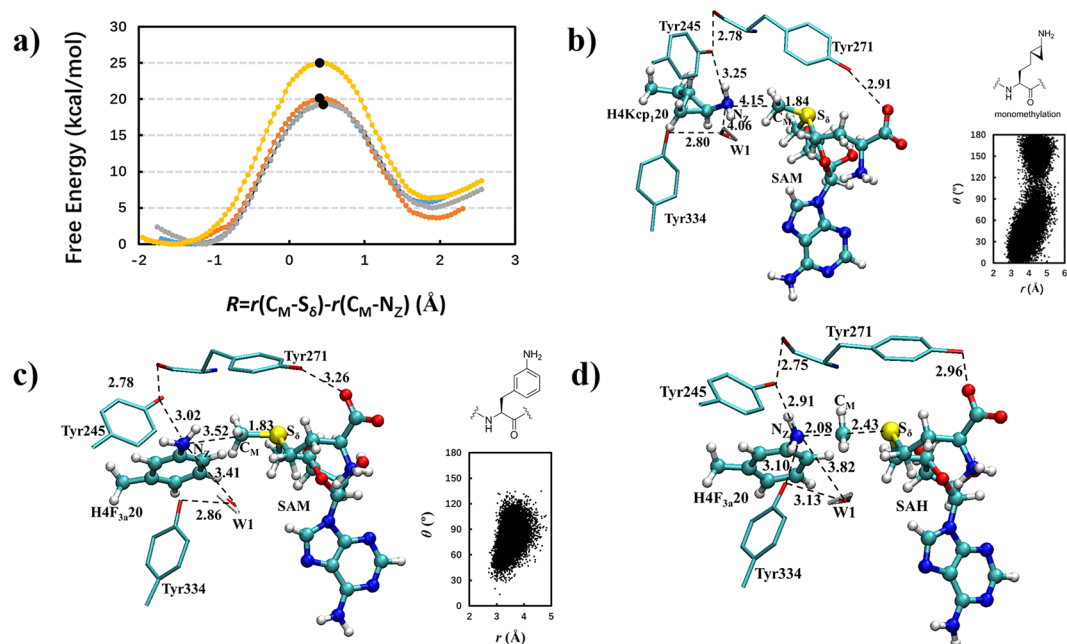 a)
Free Energy (kcal/mol)
30
25
20
15
10
5
0
-2
-1
0
1
2
3
R=r(CM-Sδ)-r(CM-NZ) (Å)
b)
Tyr245
2.78
Tyr271
3.25
2.91
H4Kcp120
4.15
1.84
NZ
CM
Sδ
4.06
2.80
W1
SAM
Tyr334
NH2
N
H
O
monomethylation
θ (°)
180
150
120
90
60
30
0
2
3
4
5
6
r (Å)
c)
Tyr271
2.78
3.26
Tyr245
3.02
3.52
1.83
Sδ
NZ
CM
3.41
H4F3a20
2.86
W1
SAM
Tyr334
NH2
H
N
O
θ (°)
180
150
120
90
60
30
0
2
3
4
5
r (Å)
d)
Tyr271
2.75
2.96
Tyr245
2.91
CM
NZ
2.08
2.43
Sδ
3.10
3.82
H4F3a20
3.13
W1
SAH
Tyr334